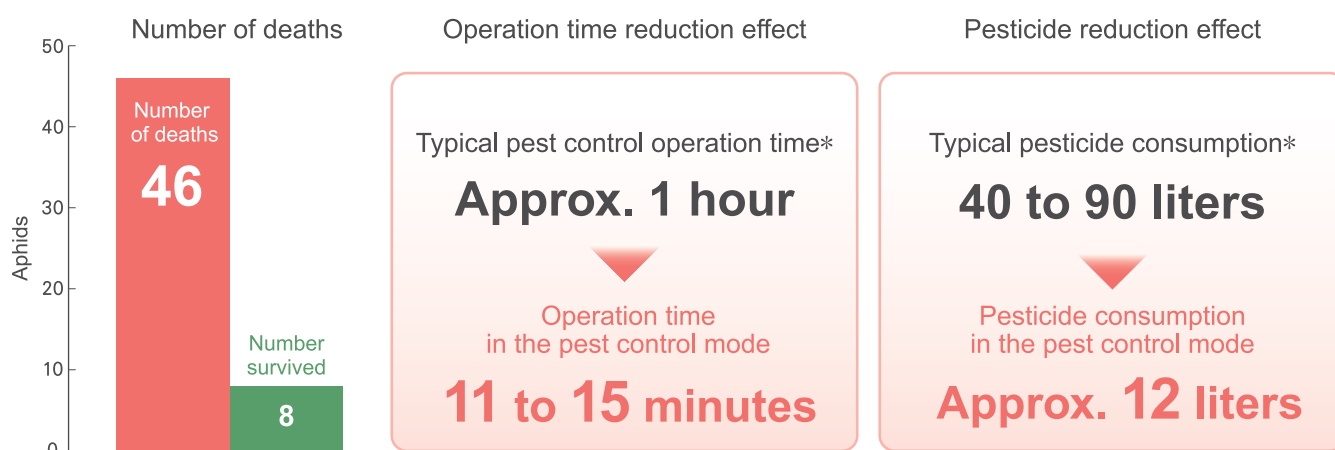 Number of deaths
50
40
30
20
10
0
Aphids
Number
of deaths
46
Number
survived
8
Operation time reduction effect
Typical pest control operation time*
Approx. 1 hour
Operation time
in the pest control mode
11 to 15 minutes
Pesticide reduction effect
Typical pesticide consumption*
40 to 90 liters
Pesticide consumption
in the pest control mode
Approx. 12 liters